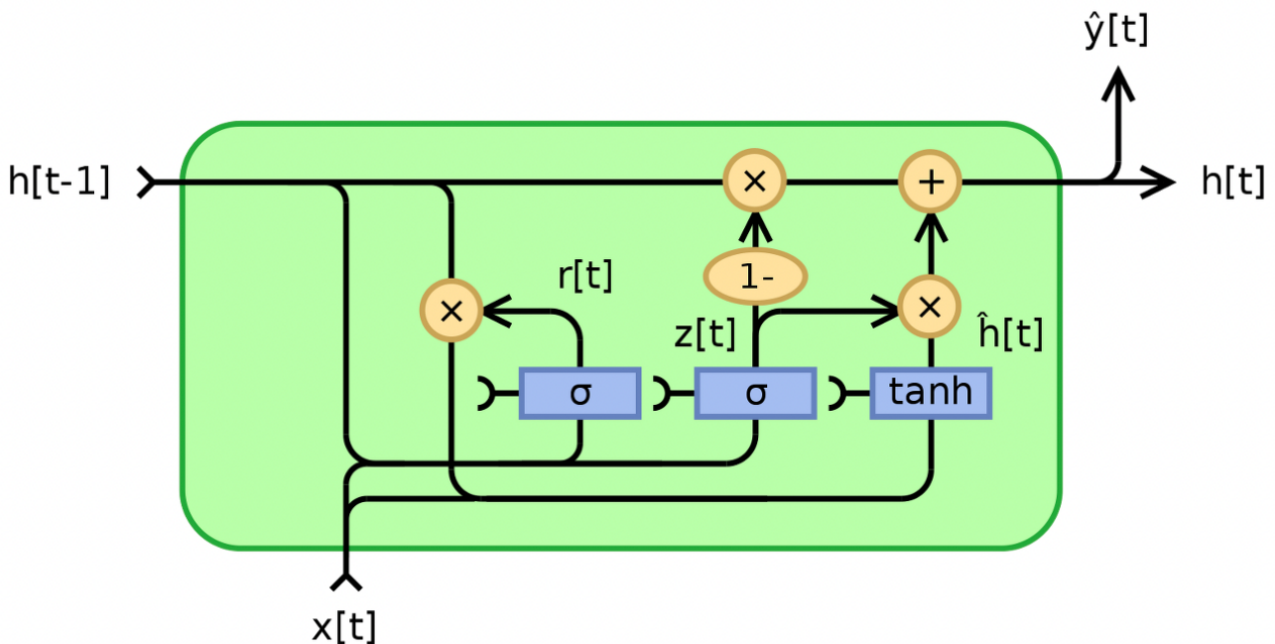 ŷ[t]
h[t-1]
×
+
h[t]
r[t]
1-
×
z[t]
×
ĥ[t]
σ
σ
tanh
x[t]